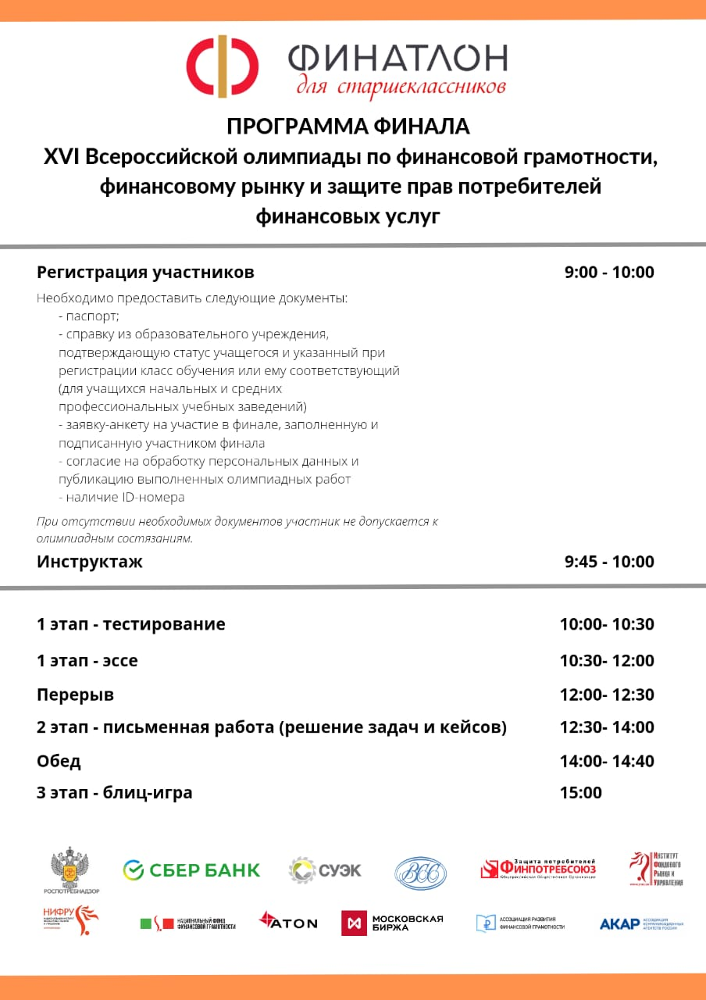 ФИНАТЛОН
для старшеклассников
ПРОГРАММА ФИНАЛА
XVI Всероссийской олимпиады по финансовой грамотности,
финансовому рынку и защите прав потребителей
финансовых услуг
Регистрация участников 9:00 - 10:00
Необходимо предоставить следующие документы:
- паспорт;
- справку из образовательного учреждения,
подтверждающую статус учащегося и указанный при
регистрации класс обучения или ему соответствующий
(для учащихся начальных и средних
профессиональных учебных заведений)
- заявку-анкету на участие в финале, заполненную и
подписанную участником финала
- согласие на обработку персональных данных и
публикацию выполненных олимпиадных работ
- наличие ID-номера
При отсутствии необходимых документов участник не допускается к
олимпиадным состязаниям.
Инструктаж 9:45 - 10:00
1 этап - тестирование 10:00- 10:30
1 этап - эссе 10:30- 12:00
Перерыв 12:00- 12:30
2 этап - письменная работа (решение задач и кейсов) 12:30- 14:00
Обед 14:00- 14:40
3 этап - блиц-игра 15:00
РОСПОТРЕБНАДЗОР
СБЕР БАНК
СУЭК
ВСС
Защита потребителей
ФИНПОТРЕБСОЮЗ
Общероссийская Общественная Организация
Институт
Фондового
Рынка и
Управления
НИФРУ
НАЦИОНАЛЬНЫЙ ФОНД
ФИНАНСОВОЙ ГРАМОТНОСТИ
ATON
МОСКОВСКАЯ
БИРЖА
АССОЦИАЦИЯ РАЗВИТИЯ
ФИНАНСОВОЙ ГРАМОТНОСТИ
АКАР
АССОЦИАЦИЯ
КОММУНИКАЦИОННЫХ
АГЕНТСТВ РОССИИ